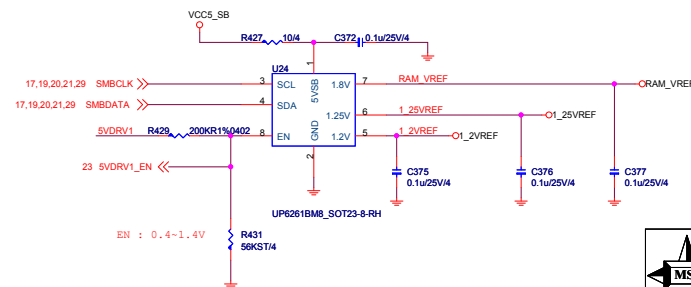 VCC5_SB
R427 10/4 C372 0.1u/25V/4
U24
1
17,19,20,21,29 SMBCLK 3 SCL 5VSB 1.8V 7 RAM_VREF RAM_VREF
17,19,20,21,29 SMBDATA 4 SDA 1.25V 6 1_25VREF 1_25VREF
5VDRV1 R429 200KR1%0402 8 EN GND 1.2V 5 1_2VREF 1_2VREF
2
23 5VDRV1_EN
C375 0.1u/25V/4
C376 0.1u/25V/4
C377 0.1u/25V/4
UP6261BM8_SOT23-8-RH
EN : 0.4~1.4V
R431
56KST/4
MS